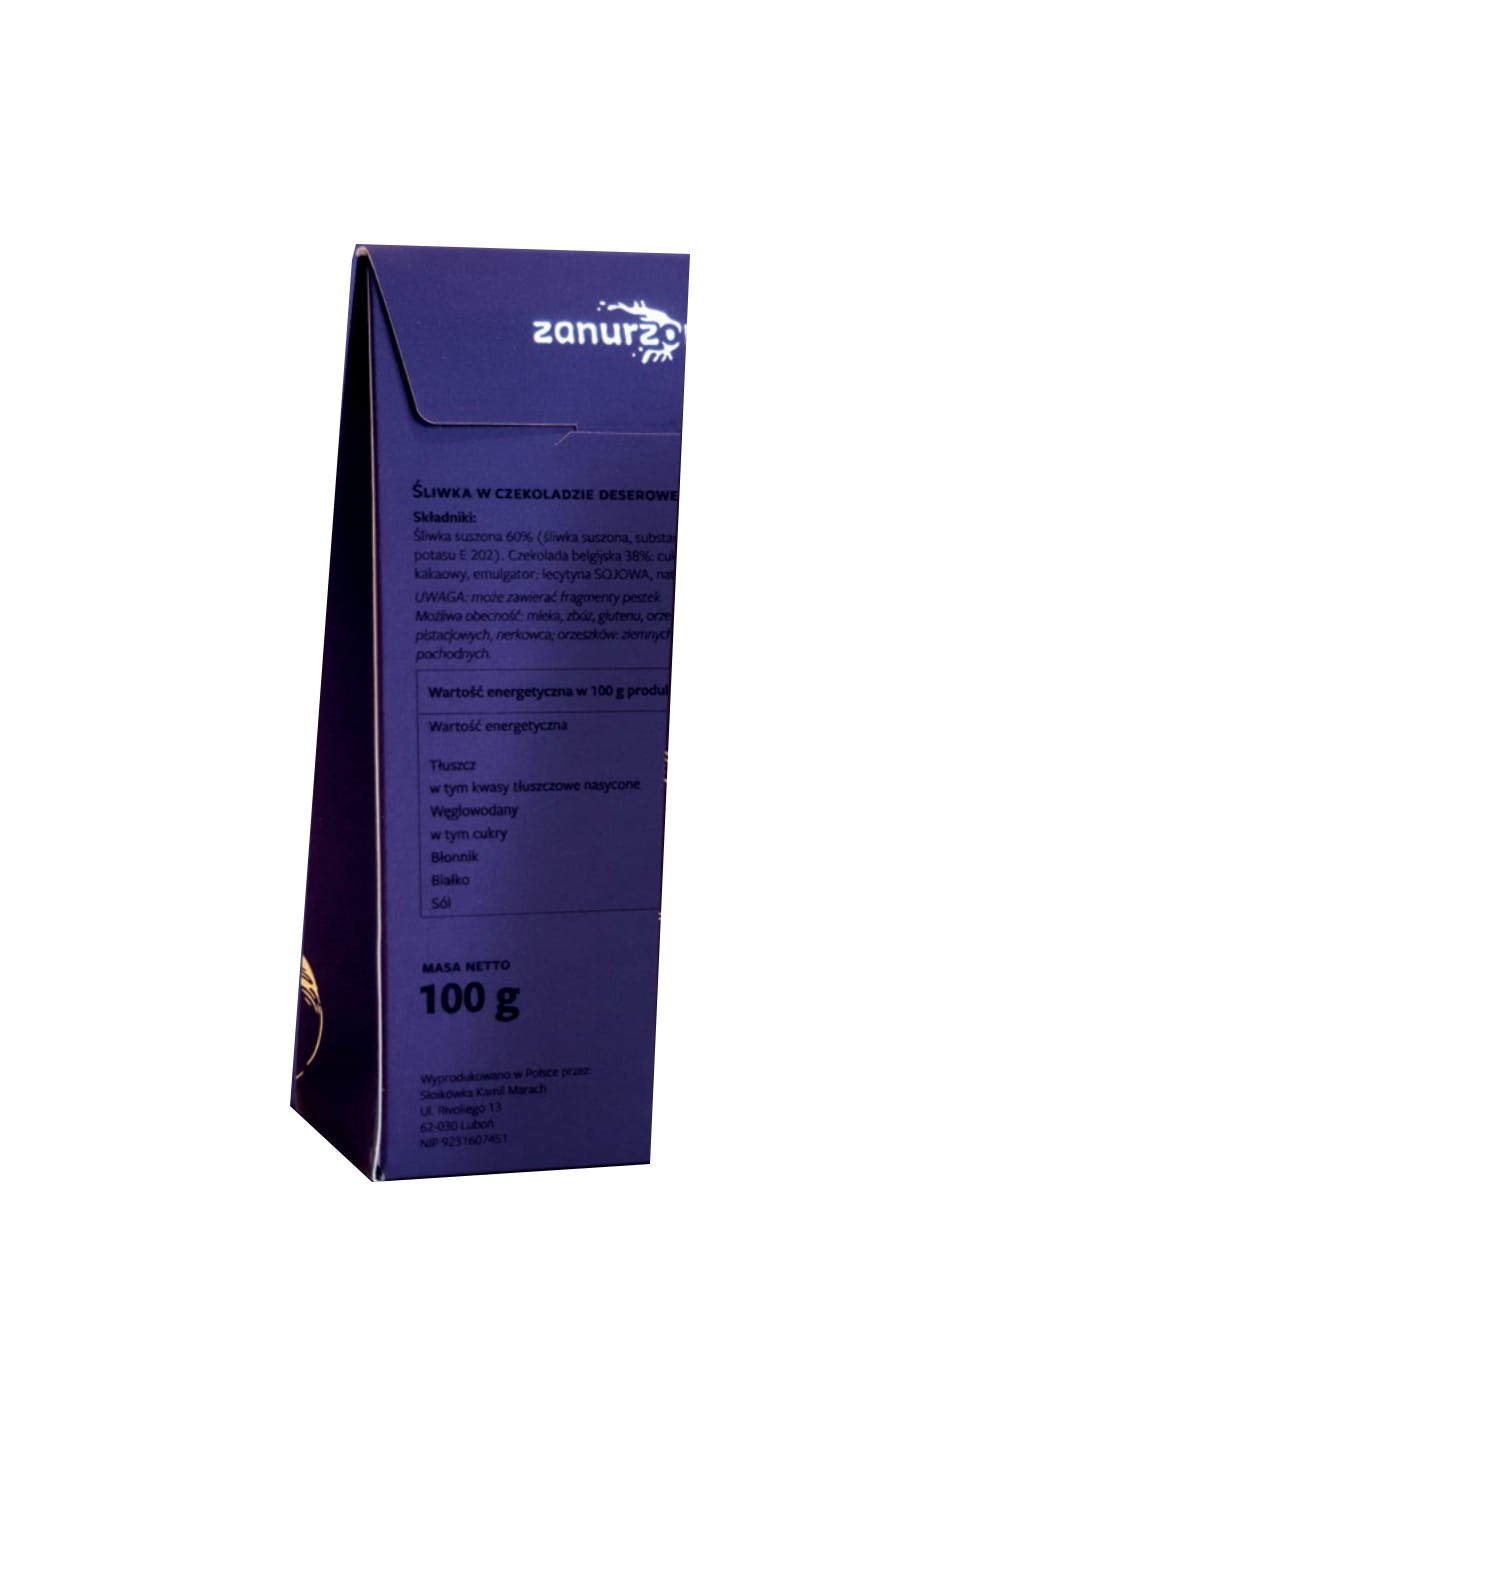 zanurzo
ŚLIWKA W CZEKOLADZIE DESEROWE
Składniki:
Śliwka suszona 60% (śliwka suszona, substa
potasu E 202). Czekolada belgijska 38%: cuk
kakaowy, emulgator: lecytyna SOJOWA, nat
UWAGA: może zawierać fragmenty pestek.
Możliwa obecność: mleka, zbóż, glutenu, orze
pistacjowych, nerkowca; orzeszków: ziemnych
pochodnych.
Wartość energetyczna w 100 g produk
Wartość energetyczna
Tłuszcz
w tym kwasy tłuszczowe nasycone
Węglowodany
w tym cukry
Błonnik
Białko
Sól
MASA NETTO
100 g
Wyprodukowano w Polsce przez:
Słoikówka Kamil Marach
Ul. Rivoliego 13
62-030 Luboń
NIP 9231607451